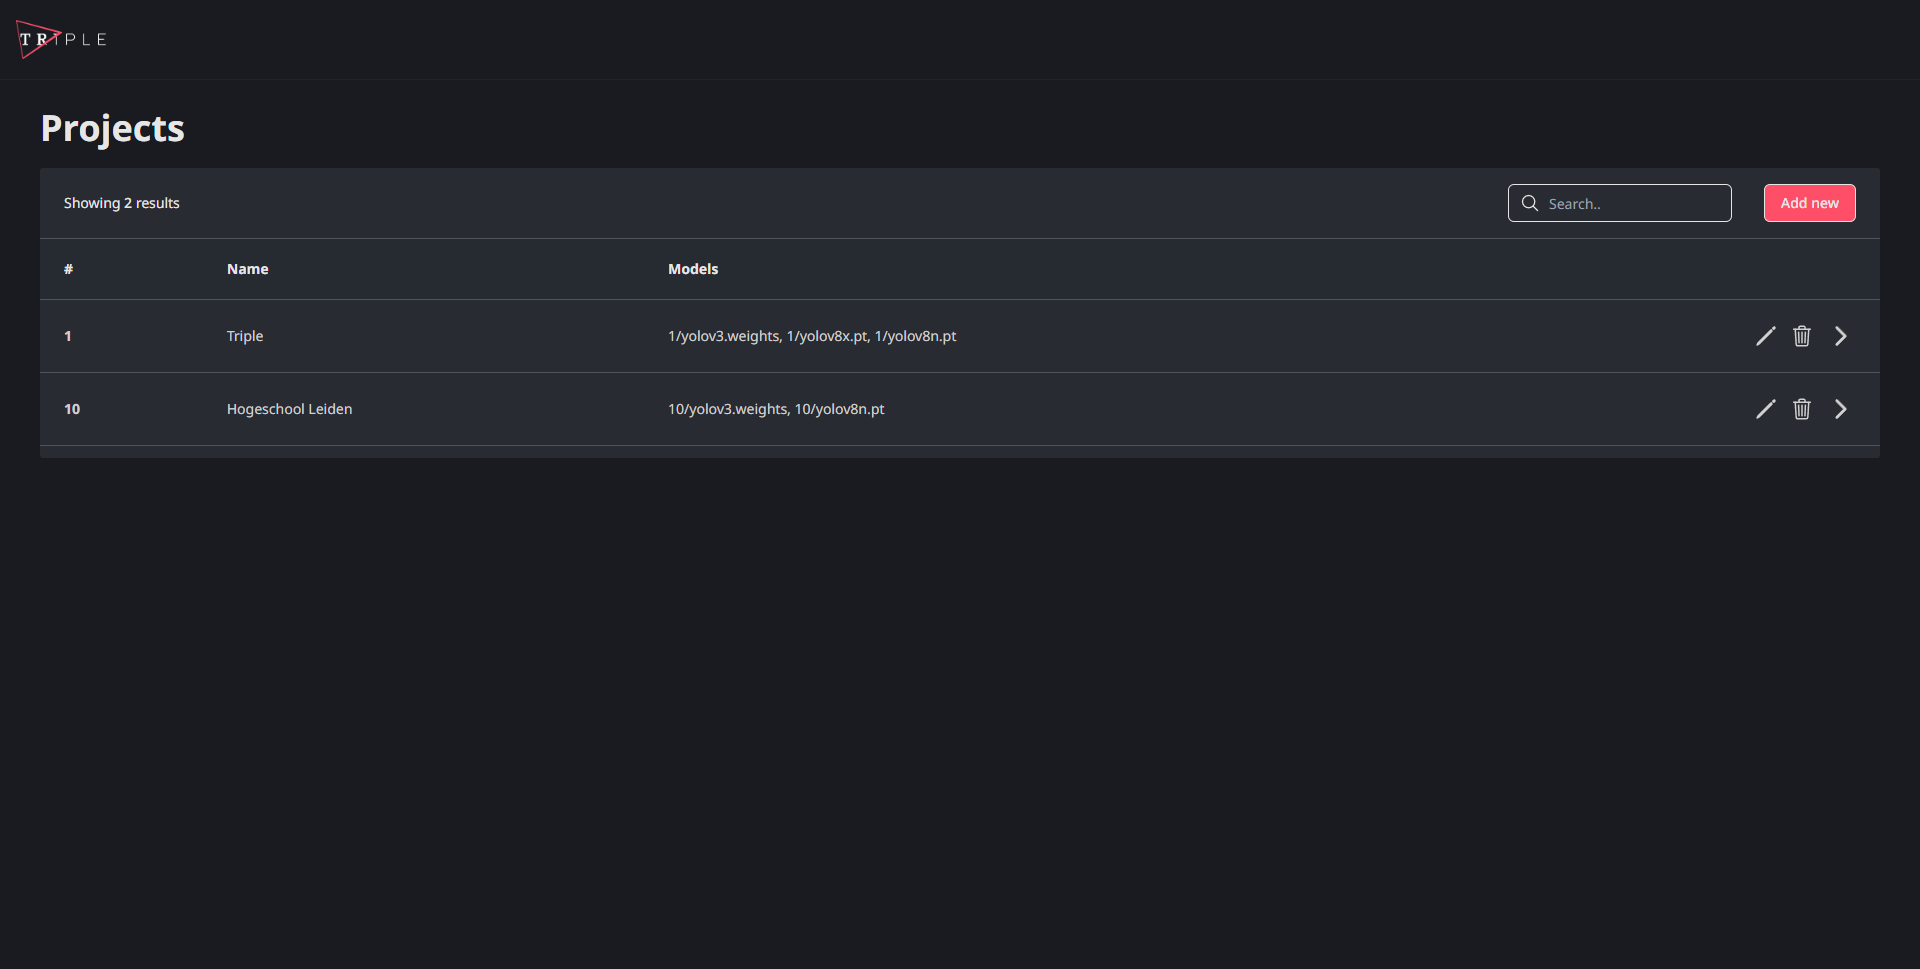 TRIPLE
Projects
Showing 2 results
Search..
Add new
# Name Models
1 Triple 1/yolov3.weights, 1/yolov8x.pt, 1/yolov8n.pt
10 Hogeschool Leiden 10/yolov3.weights, 10/yolov8n.pt